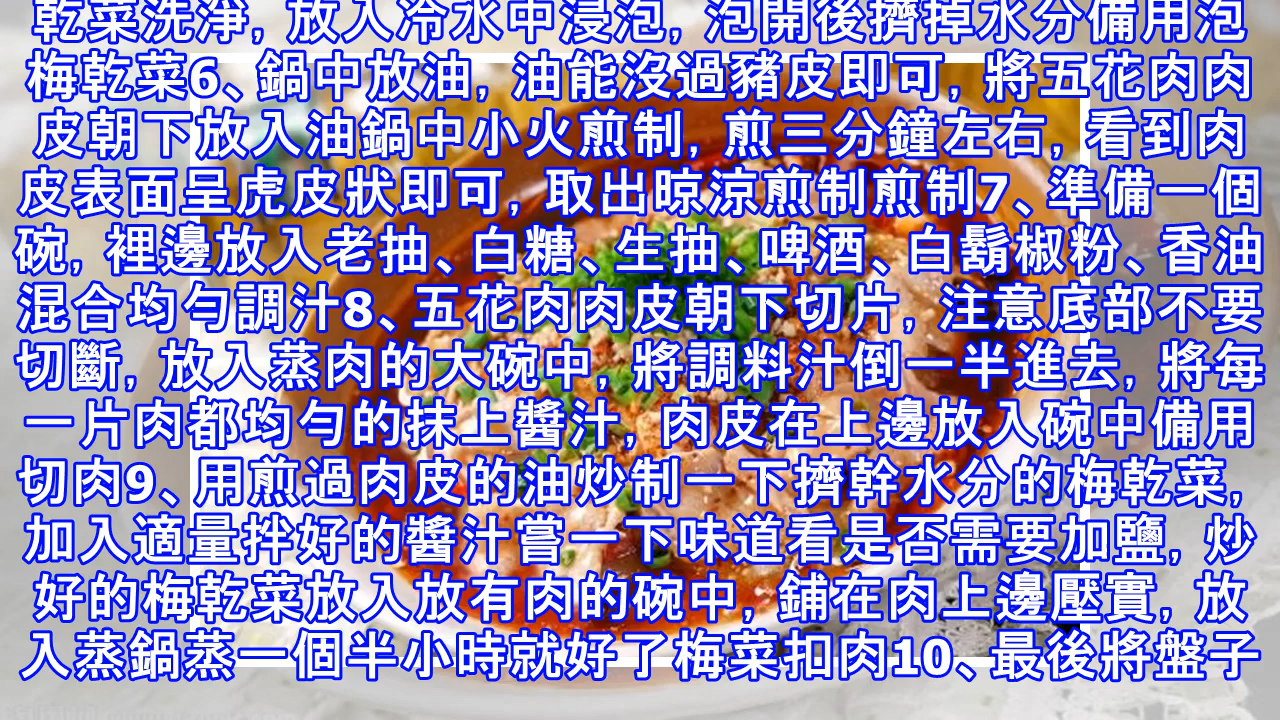 乾菜洗淨, 放入冷水中浸泡, 泡開後擠掉水分備用泡
梅乾菜6、鍋中放油, 油能沒過豬皮即可, 將五花肉肉
皮朝下放入油鍋中小火煎制, 煎三分鐘左右, 看到肉
皮表面呈虎皮狀即可, 取出晾涼煎制煎制7、準備一個
碗, 裡邊放入老抽、白糖、生抽、啤酒、白鬍椒粉、香油
混合均勻調汁8、五花肉肉皮朝下切片, 注意底部不要
切斷, 放入蒸肉的大碗中, 將調料汁倒一半進去, 將每
一片肉都均勻的抹上醬汁, 肉皮在上邊放入碗中備用
切肉9、用煎過肉皮的油炒制一下擠幹水分的梅乾菜,
加入適量拌好的醬汁嘗一下味道看是否需要加鹽, 炒
好的梅乾菜放入放有肉的碗中, 鋪在肉上邊壓實, 放
入蒸鍋蒸一個半小時就好了梅菜扣肉10、最後將盤子